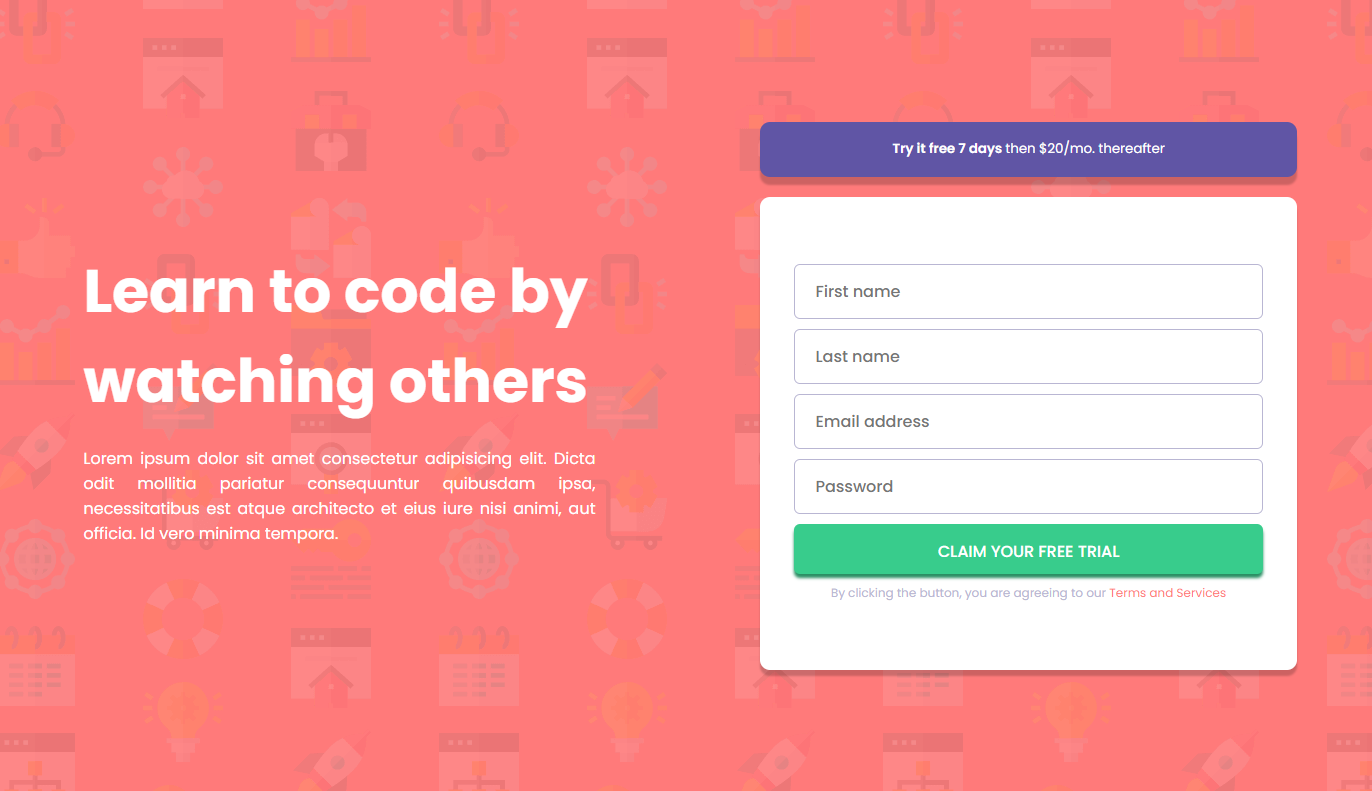 Learn to code by
watching others
Lorem ipsum dolor sit amet consectetur adipisicing elit. Dicta
odit mollitia pariatur consequuntur quibusdam ipsa,
necessitatibus est atque architecto et eius iure nisi animi, aut
officia. Id vero minima tempora.
Try it free 7 days then $20/mo. thereafter
First name
Last name
Email address
Password
CLAIM YOUR FREE TRIAL
By clicking the button, you are agreeing to our Terms and Services